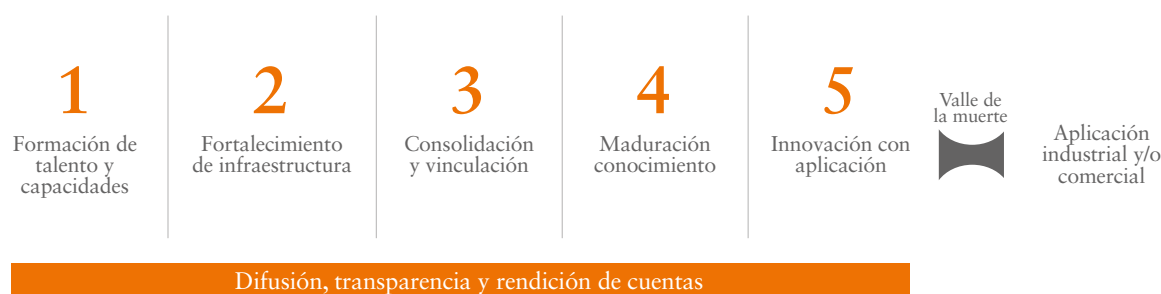 1
Formación de
talento y
capacidades
2
Fortalecimiento
de infraestructura
3
Consolidación
y vinculación
4
Maduración
conocimiento
5
Innovación con
aplicación
Valle de
la muerte
Aplicación
industrial y/o
comercial
Difusión, transparencia y rendición de cuentas